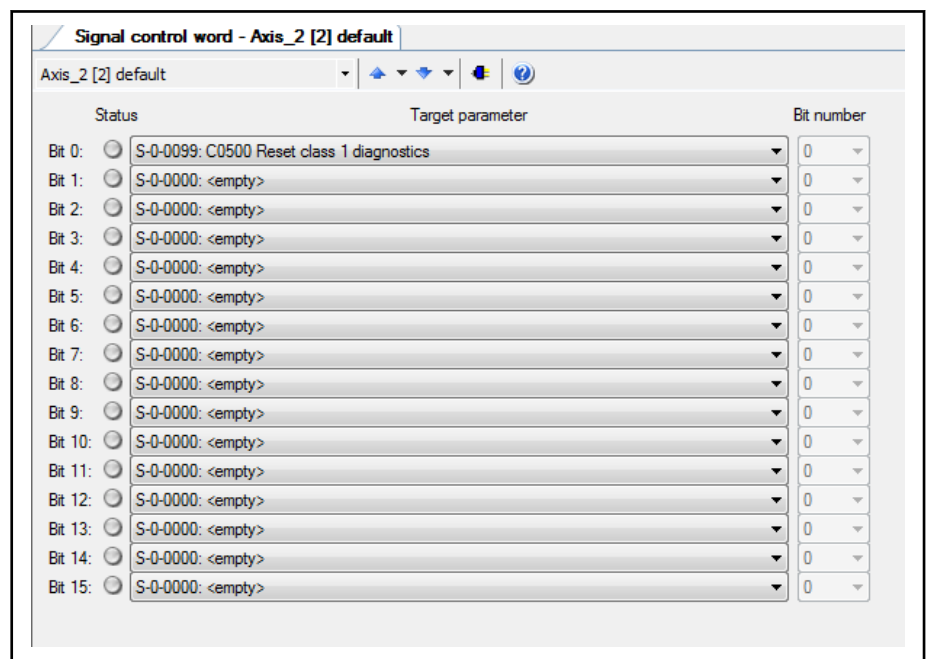 Signal control word - Axis_2 [2] default
Axis_2 [2] default
Status Target parameter Bit number
Bit 0: S-0-0099: C0500 Reset class 1 diagnostics 0
Bit 1: S-0-0000: <empty> 0
Bit 2: S-0-0000: <empty> 0
Bit 3: S-0-0000: <empty> 0
Bit 4: S-0-0000: <empty> 0
Bit 5: S-0-0000: <empty> 0
Bit 6: S-0-0000: <empty> 0
Bit 7: S-0-0000: <empty> 0
Bit 8: S-0-0000: <empty> 0
Bit 9: S-0-0000: <empty> 0
Bit 10: S-0-0000: <empty> 0
Bit 11: S-0-0000: <empty> 0
Bit 12: S-0-0000: <empty> 0
Bit 13: S-0-0000: <empty> 0
Bit 14: S-0-0000: <empty> 0
Bit 15: S-0-0000: <empty> 0